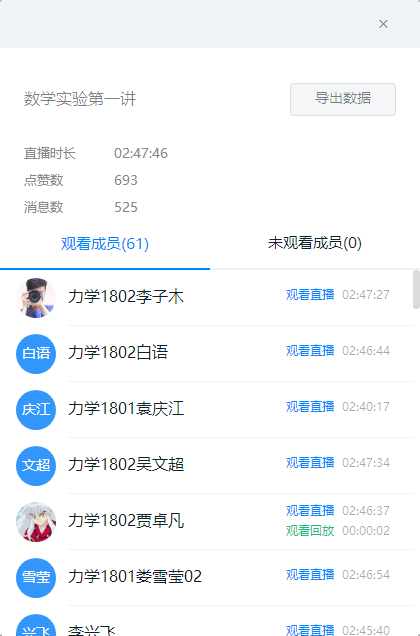 ×
数学实验第一讲
导出数据
直播时长 02:47:46
点赞数 693
消息数 525
观看成员(61) 未观看成员(0)
力学1802李子木 观看直播 02:47:27
白语 力学1802白语 观看直播 02:46:44
庆江 力学1801袁庆江 观看直播 02:40:17
文超 力学1802吴文超 观看直播 02:47:34
力学1802贾卓凡 观看直播 02:46:37
观看回放 00:00:02
雪莹 力学1801娄雪莹02 观看直播 02:46:54
兴飞 李兴飞 观看直播 02:45:40